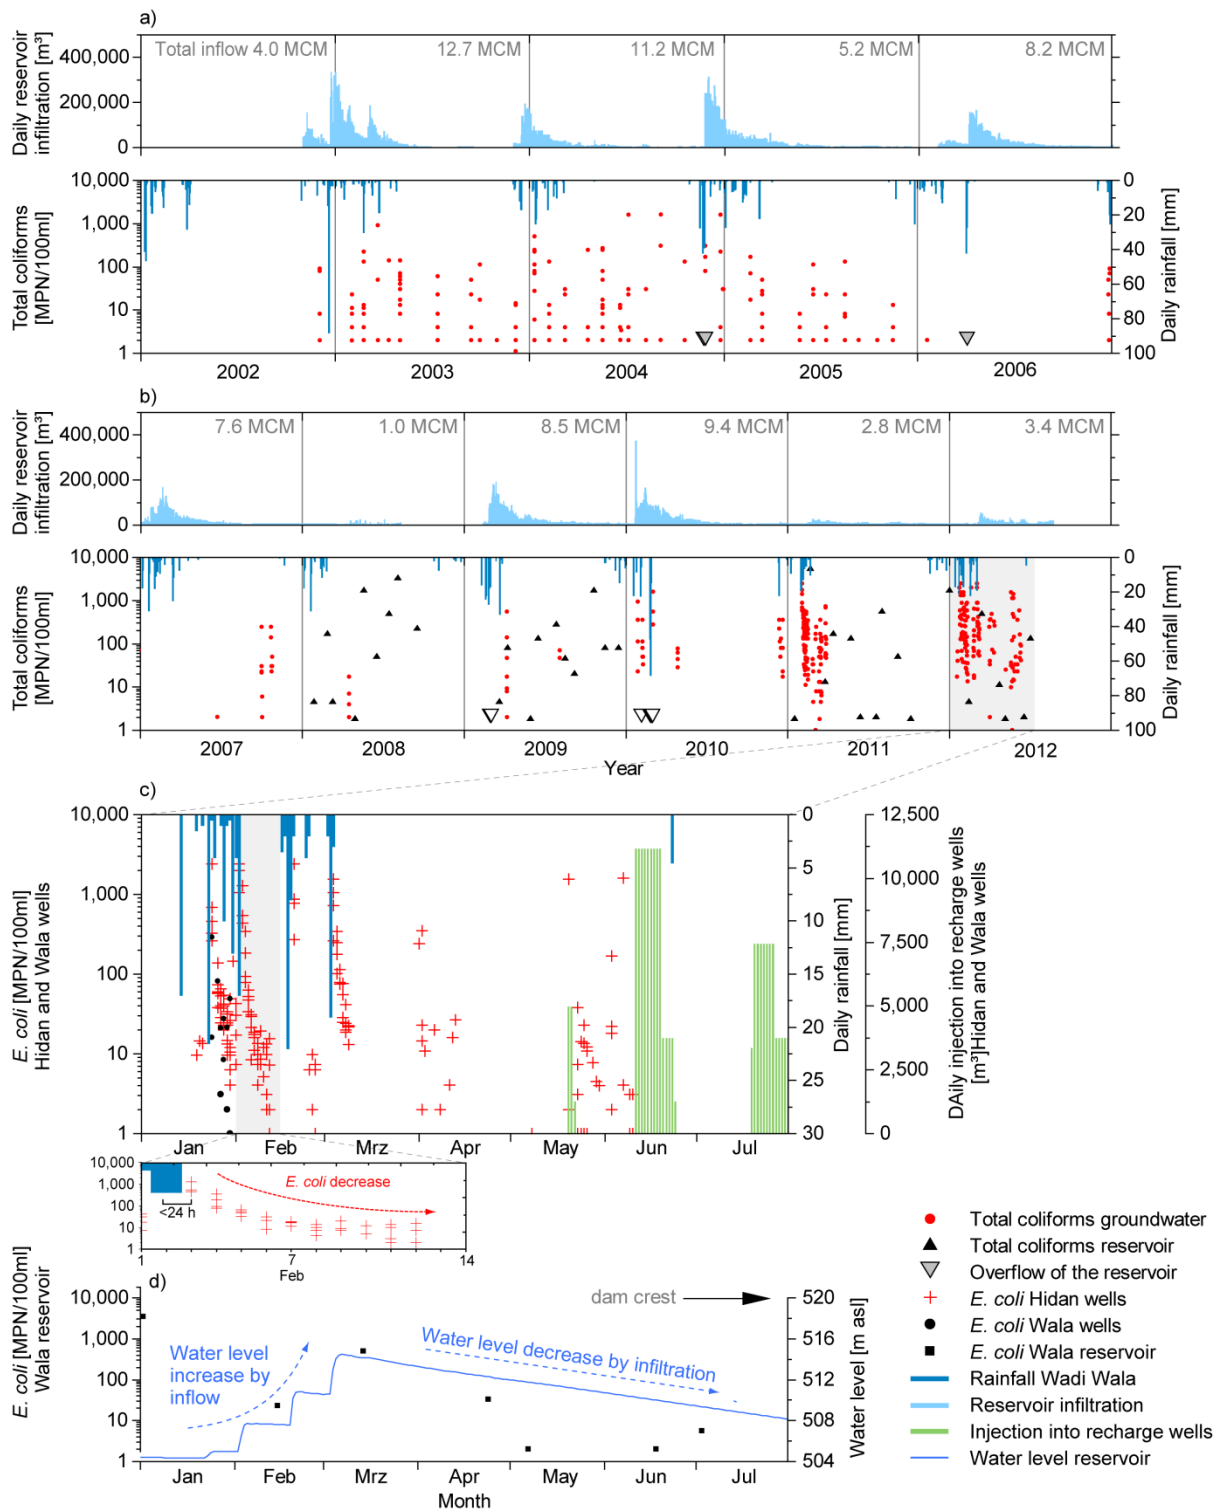 a)
Daily reservoir
infiltration [m³]
400,000
200,000
0
Total inflow 4.0 MCM
12.7 MCM
11.2 MCM
5.2 MCM
8.2 MCM
Total coliforms
[MPN/100ml]
10,000
1,000
100
10
1
0
20
40
60
80
100
Daily rainfall [mm]
2002
2003
2004
2005
2006
b)
Daily reservoir
infiltration [m³]
400,000
200,000
0
7.6 MCM
1.0 MCM
8.5 MCM
9.4 MCM
2.8 MCM
3.4 MCM
Total coliforms
[MPN/100ml]
10,000
1,000
100
10
1
0
20
40
60
80
100
Daily rainfall [mm]
2007
2008
2009
2010
2011
2012
Year
c)
E. coli [MPN/100ml]
Hidan and Wala wells
10,000
1,000
100
10
1
0
5
10
15
20
25
30
Daily rainfall [mm]
12,500
10,000
7,500
5,000
2,500
0
DAily injection into recharge wells
[m³]Hidan and Wala wells
Jan
Feb
Mrz
Apr
May
Jun
Jul
10,000
1,000
100
10
1
<24 h
E. coli decrease
1
7
14
Feb
d)
E. coli [MPN/100ml]
Wala reservoir
10,000
1,000
100
10
1
Water level
increase by
inflow
dam crest
Water level decrease by infiltration
520
516
512
508
504
Water level [m asl]
Jan
Feb
Mrz
Apr
May
Jun
Jul
Month
Total coliforms groundwater
Total coliforms reservoir
Overflow of the reservoir
E. coli Hidan wells
E. coli Wala wells
E. coli Wala reservoir
Rainfall Wadi Wala
Reservoir infiltration
Injection into recharge wells
Water level reservoir